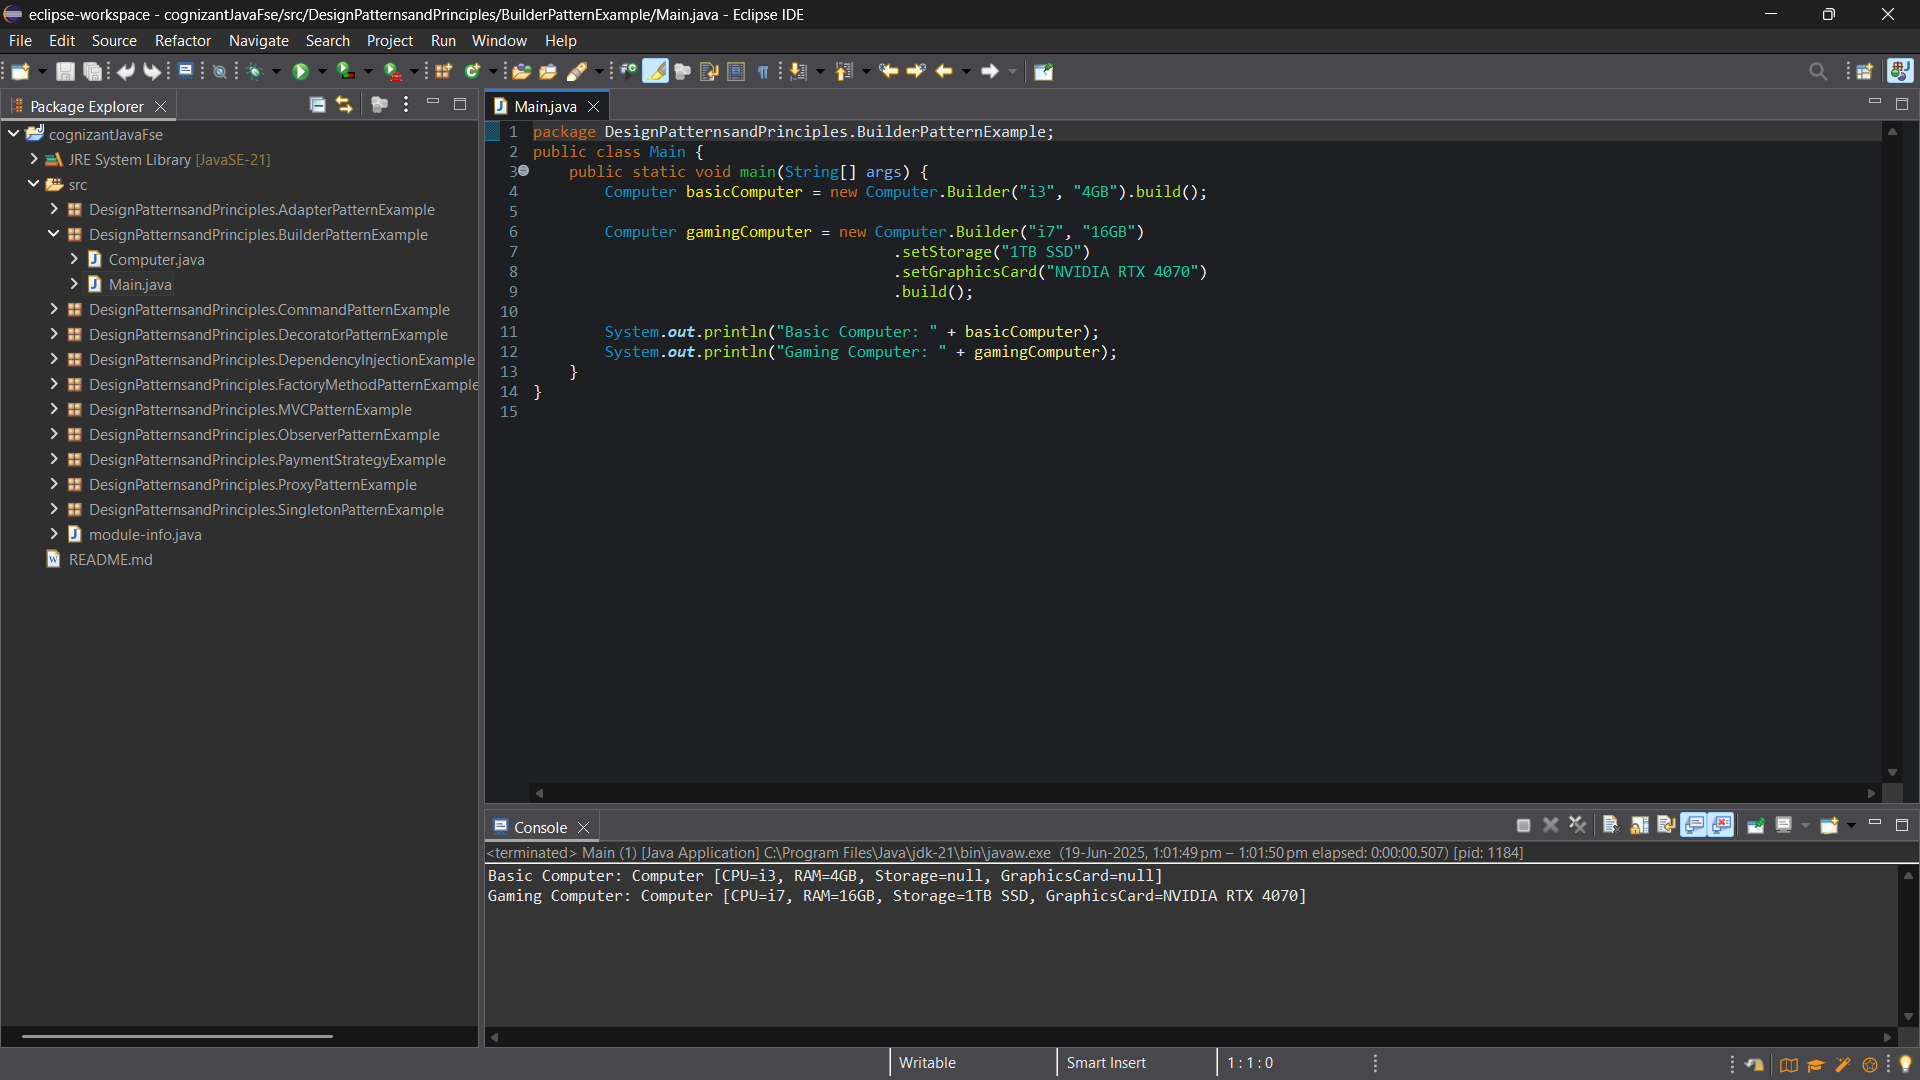 eclipse-workspace - cognizantJavaFse/src/DesignPatternsandPrinciples/BuilderPatternExample/Main.java - Eclipse IDE
File Edit Source Refactor Navigate Search Project Run Window Help
Package Explorer
cognizantJavaFse
JRE System Library [JavaSE-21]
src
DesignPatternsandPrinciples.AdapterPatternExample
DesignPatternsandPrinciples.BuilderPatternExample
Computer.java
Main.java
DesignPatternsandPrinciples.CommandPatternExample
DesignPatternsandPrinciples.DecoratorPatternExample
DesignPatternsandPrinciples.DependencyInjectionExample
DesignPatternsandPrinciples.FactoryMethodPatternExample
DesignPatternsandPrinciples.MVCPatternExample
DesignPatternsandPrinciples.ObserverPatternExample
DesignPatternsandPrinciples.PaymentStrategyExample
DesignPatternsandPrinciples.ProxyPatternExample
DesignPatternsandPrinciples.SingletonPatternExample
module-info.java
README.md
Main.java
1 package DesignPatternsandPrinciples.BuilderPatternExample;
2 public class Main {
3     public static void main(String[] args) {
4         Computer basicComputer = new Computer.Builder("i3", "4GB").build();
5
6         Computer gamingComputer = new Computer.Builder("i7", "16GB")
7                                         .setStorage("1TB SSD")
8                                         .setGraphicsCard("NVIDIA RTX 4070")
9                                         .build();
10
11         System.out.println("Basic Computer: " + basicComputer);
12         System.out.println("Gaming Computer: " + gamingComputer);
13     }
14 }
15
Console
<terminated> Main (1) [Java Application] C:\Program Files\Java\jdk-21\bin\javaw.exe (19-Jun-2025, 1:01:49 pm – 1:01:50 pm elapsed: 0:00:00.507) [pid: 1184]
Basic Computer: Computer [CPU=i3, RAM=4GB, Storage=null, GraphicsCard=null]
Gaming Computer: Computer [CPU=i7, RAM=16GB, Storage=1TB SSD, GraphicsCard=NVIDIA RTX 4070]
Writable Smart Insert 1 : 1 : 0